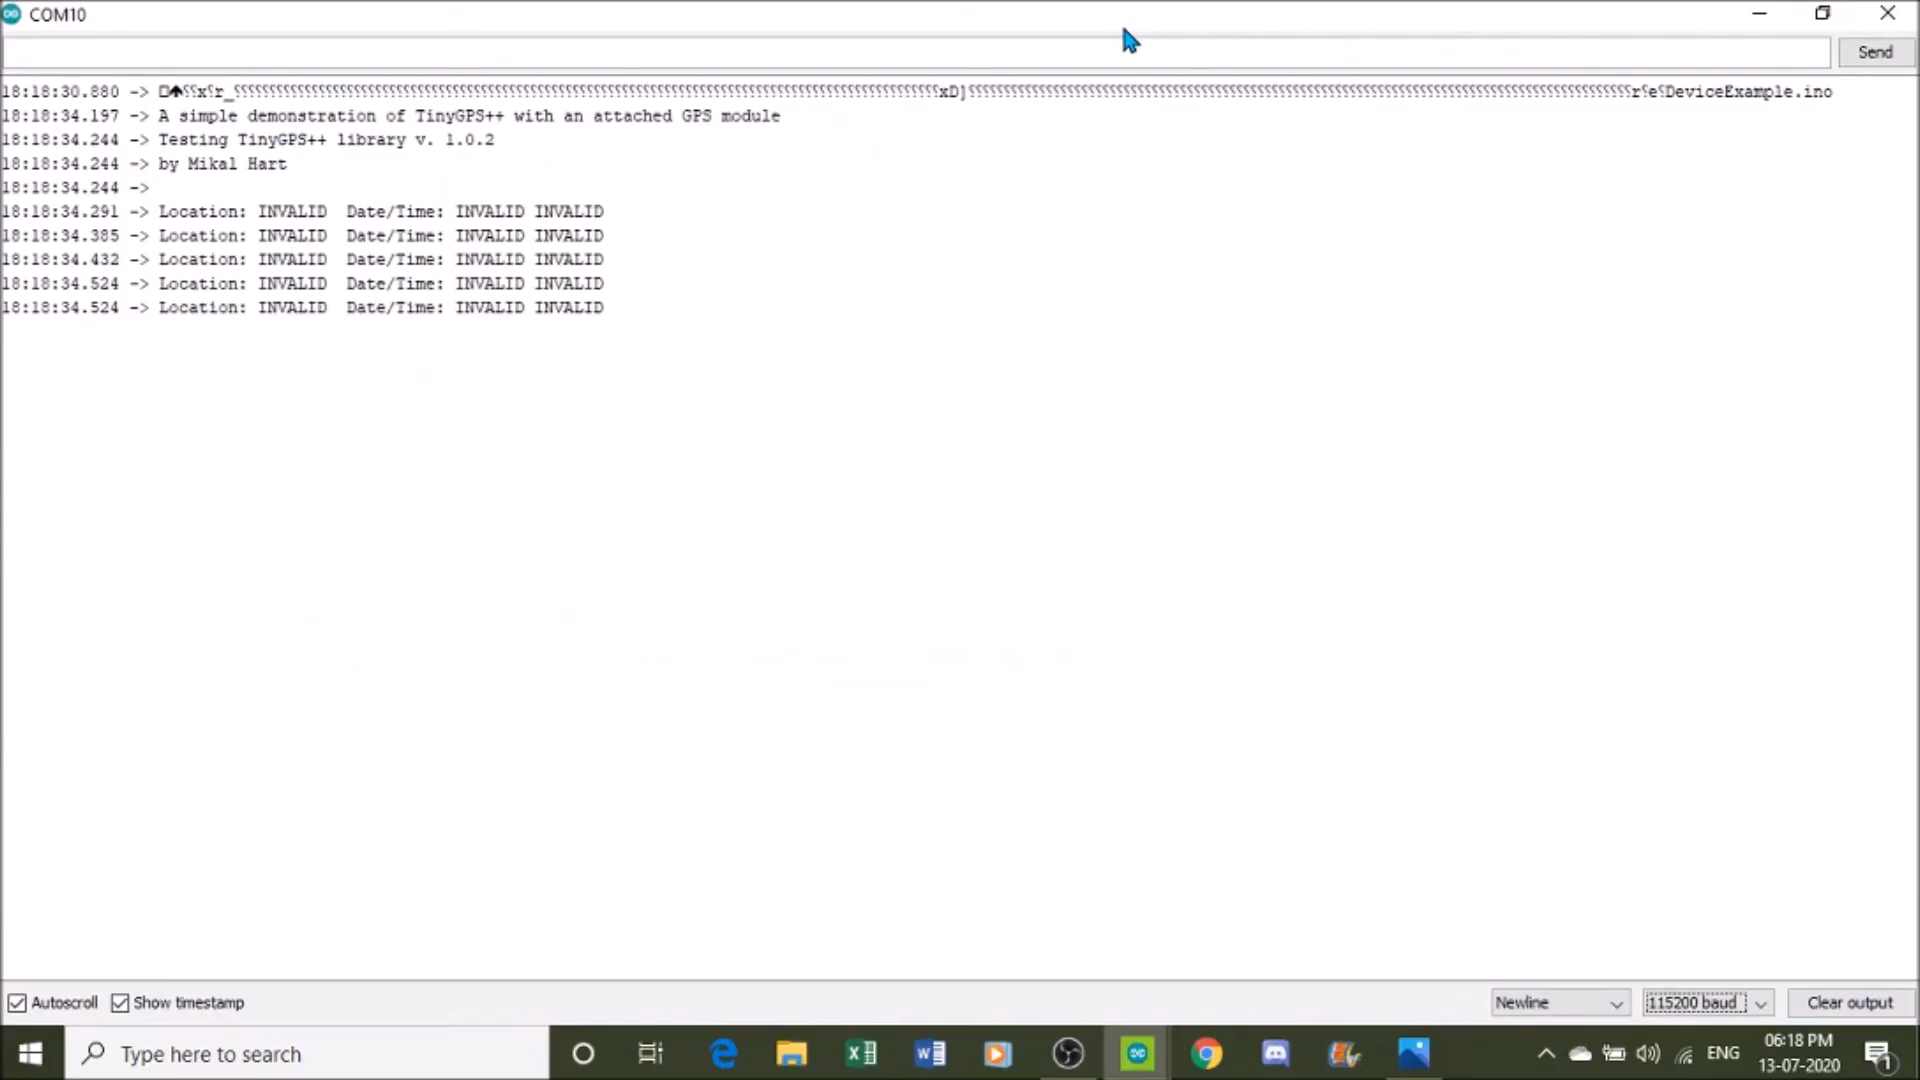 COM10
Send
18:18:30.880 -> DeviceExample.ino
18:18:34.197 -> A simple demonstration of TinyGPS++ with an attached GPS module
18:18:34.244 -> Testing TinyGPS++ library v. 1.0.2
18:18:34.244 -> by Mikal Hart
18:18:34.244 ->
18:18:34.291 -> Location: INVALID  Date/Time: INVALID INVALID
18:18:34.385 -> Location: INVALID  Date/Time: INVALID INVALID
18:18:34.432 -> Location: INVALID  Date/Time: INVALID INVALID
18:18:34.524 -> Location: INVALID  Date/Time: INVALID INVALID
18:18:34.524 -> Location: INVALID  Date/Time: INVALID INVALID
Autoscroll Show timestamp Newline 115200 baud Clear output
Type here to search ENG 06:18 PM
13-07-2020 1